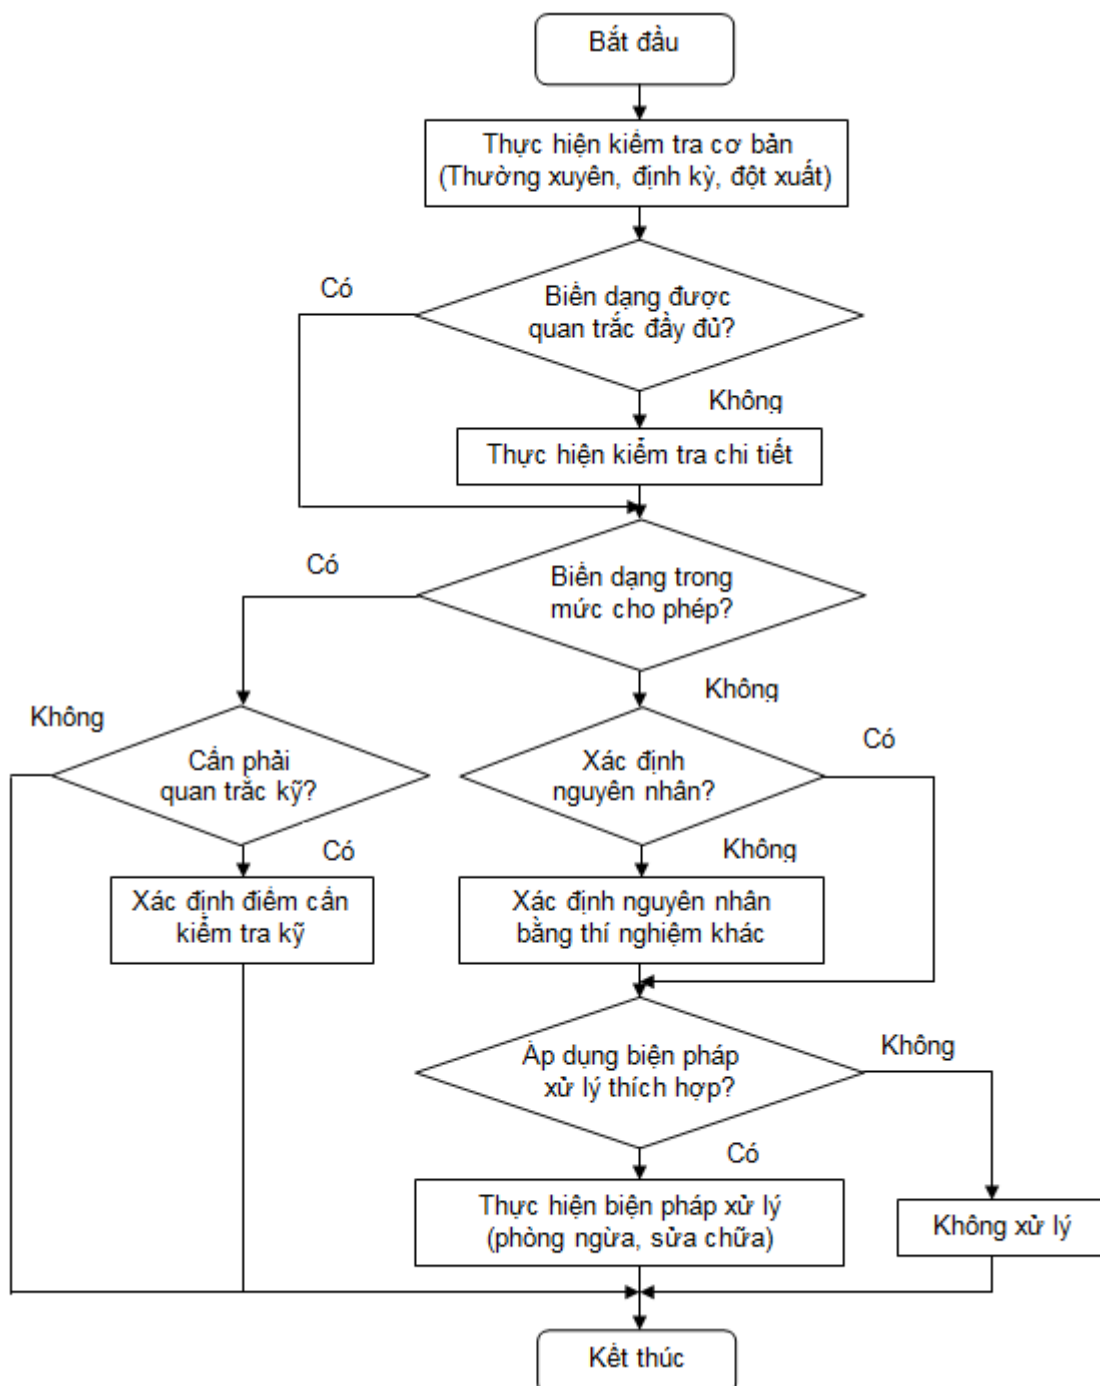 Bắt đầu
Thực hiện kiểm tra cơ bản
(Thường xuyên, định kỳ, đột xuất)
Có
Biến dạng được
quan trắc đầy đủ?
Không
Thực hiện kiểm tra chi tiết
Có
Biến dạng trong
mức cho phép?
Không
Không
Có
Cần phải
quan trắc kỹ?
Xác định
nguyên nhân?
Có
Không
Xác định điểm cần
kiểm tra kỹ
Xác định nguyên nhân
bằng thí nghiệm khác
Áp dụng biện pháp
xử lý thích hợp?
Không
Có
Thực hiện biện pháp xử lý
(phòng ngừa, sửa chữa)
Không xử lý
Kết thúc